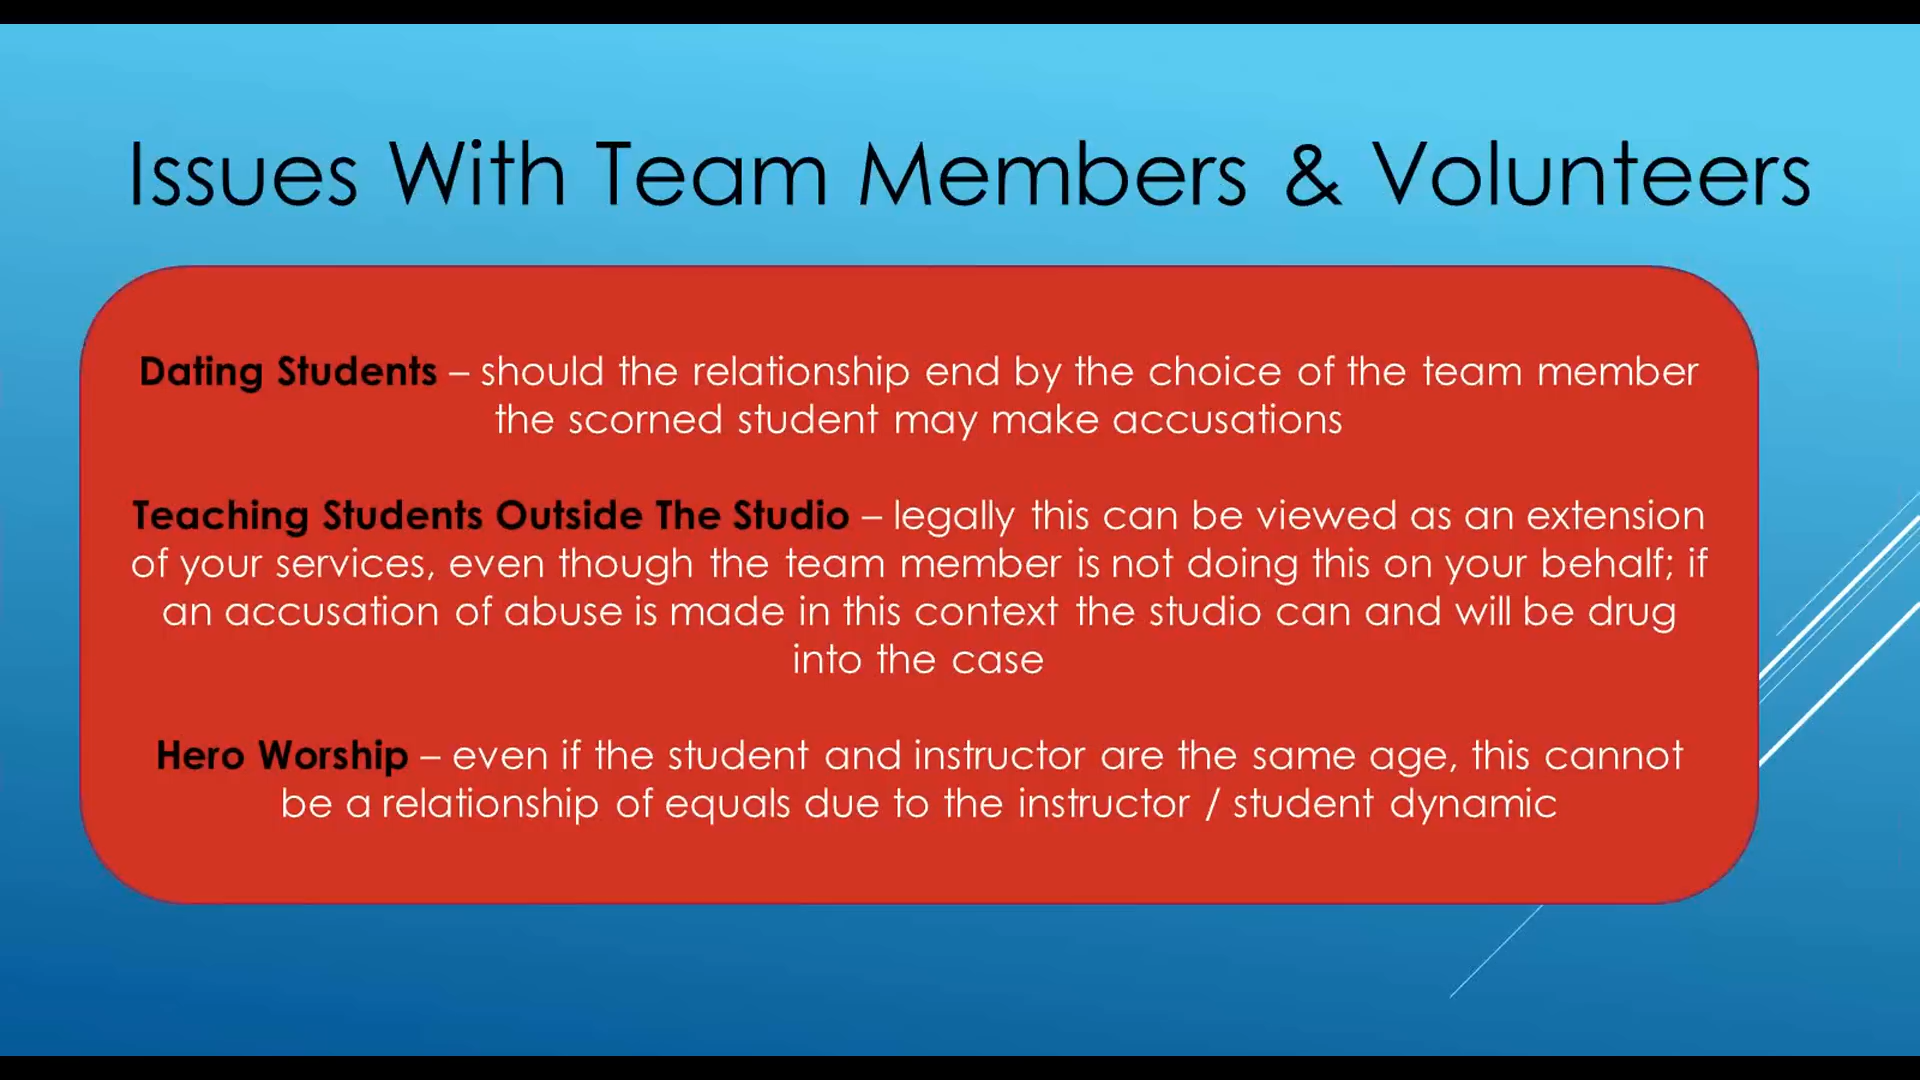 Issues With Team Members & Volunteers
Dating Students – should the relationship end by the choice of the team member
the scorned student may make accusations
Teaching Students Outside The Studio – legally this can be viewed as an extension
of your services, even though the team member is not doing this on your behalf; if
an accusation of abuse is made in this context the studio can and will be drug
into the case
Hero Worship – even if the student and instructor are the same age, this cannot
be a relationship of equals due to the instructor / student dynamic